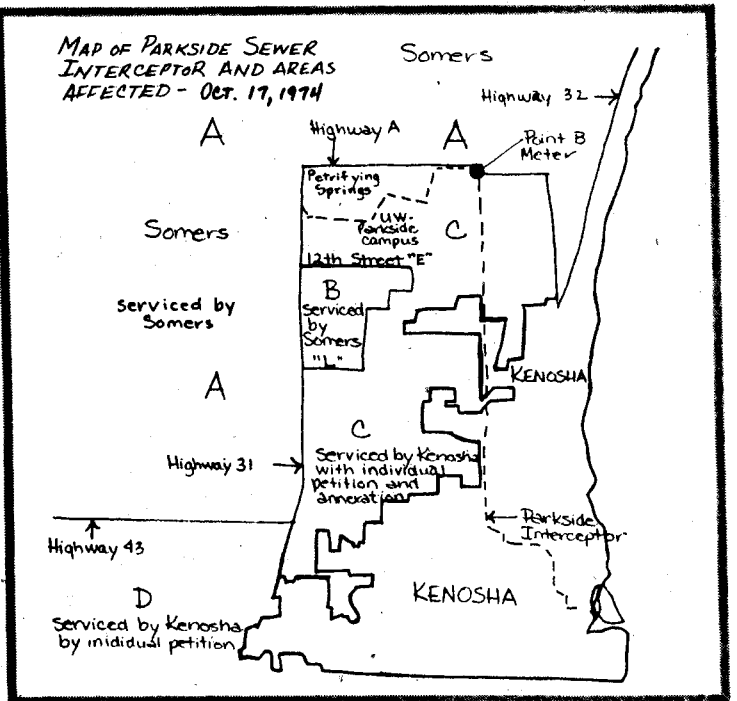 MAP OF PARKSIDE SEWER
INTERCEPTOR AND AREAS
AFFECTED - OCT. 17, 1974
Somers
Highway 32
A
Highway A
A
Point B
Meter
Petrifying
Springs
UW-
Parkside
campus
C
Somers
12th Street "E"
B
serviced
by
Somers
"L"
serviced by
Somers
KENOSHA
A
C
Serviced by Kenosha
with individual
petition and
annexation
Highway 31
Parkside
Interceptor
Highway 43
D
Serviced by Kenosha
by inididual petition
KENOSHA